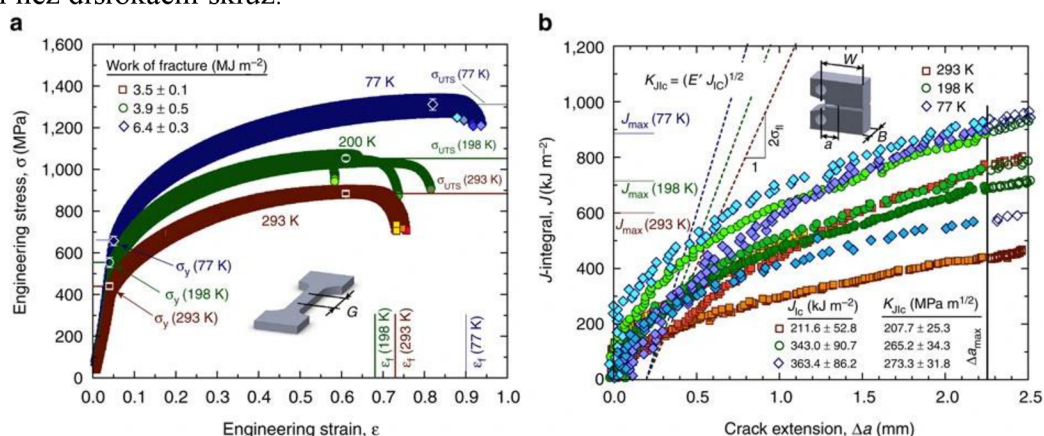 než dislokační skluz.
a
1,600
1,400
1,200
1,000
800
600
400
200
0
Engineering stress, σ (MPa)
Work of fracture (MJ m⁻²)
3.5 ± 0.1
3.9 ± 0.5
6.4 ± 0.3
77 K
σUTS (77 K)
200 K
σUTS (198 K)
σUTS (293 K)
293 K
σy (77 K)
σy (198 K)
σy (293 K)
G
εf (198 K)
εf (293 K)
εf (77 K)
0.0 0.1 0.2 0.3 0.4 0.5 0.6 0.7 0.8 0.9 1.0
Engineering strain, ε
b
1,200
1,000
800
600
400
200
0
J-integral, J (kJ m⁻²)
KJIc = (E′ JIC)1/2
W
B
a
293 K
198 K
77 K
Jmax (77 K)
Jmax (198 K)
Jmax (293 K)
2σfl
1
JIc (kJ m⁻²) KJIc (MPa m1/2)
211.6 ± 52.8 207.7 ± 25.3
343.0 ± 90.7 265.2 ± 34.3
363.4 ± 86.2 273.3 ± 31.8
Δamax
0.0 0.5 1.0 1.5 2.0 2.5
Crack extension, Δa (mm)